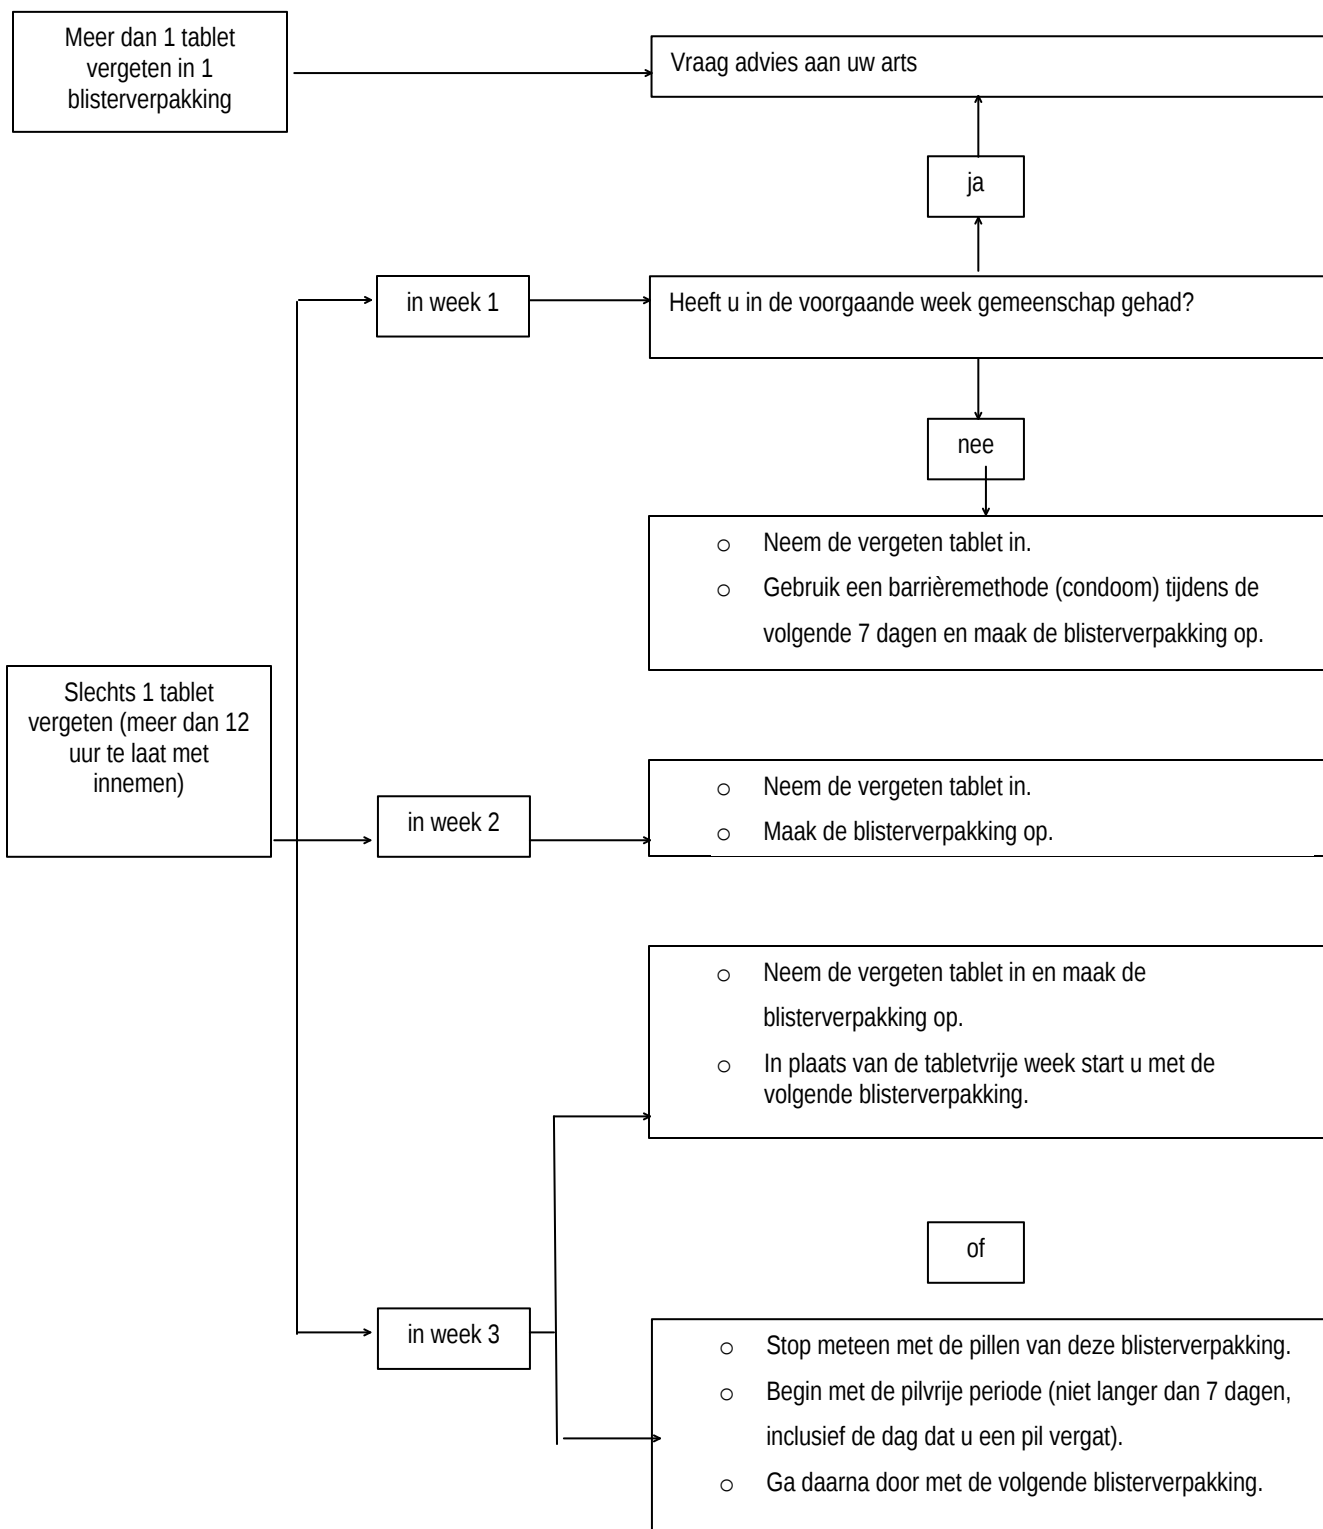 Meer dan 1 tablet
vergeten in 1
blisterverpakking
Vraag advies aan uw arts
ja
in week 1
Heeft u in de voorgaande week gemeenschap gehad?
nee
o Neem de vergeten tablet in.
o Gebruik een barrièremethode (condoom) tijdens de
volgende 7 dagen en maak de blisterverpakking op.
Slechts 1 tablet
vergeten (meer dan 12
uur te laat met
innemen)
in week 2
o Neem de vergeten tablet in.
o Maak de blisterverpakking op.
o Neem de vergeten tablet in en maak de
blisterverpakking op.
o In plaats van de tabletvrije week start u met de
volgende blisterverpakking.
of
in week 3
o Stop meteen met de pillen van deze blisterverpakking.
o Begin met de pilvrije periode (niet langer dan 7 dagen,
inclusief de dag dat u een pil vergat).
o Ga daarna door met de volgende blisterverpakking.